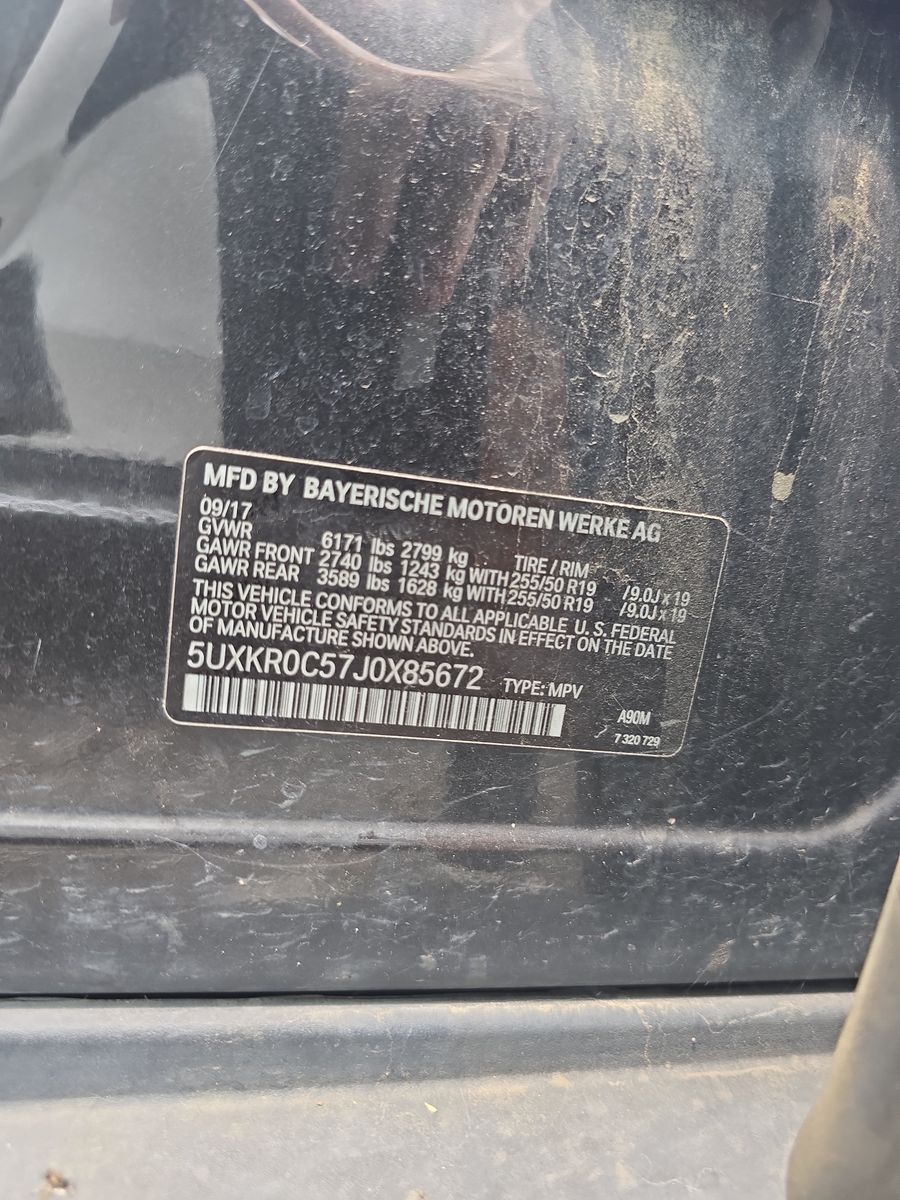 MFD BY BAYERISCHE MOTOREN WERKE AG
09/17
GVWR 6171 lbs 2799 kg TIRE / RIM
GAWR FRONT 2740 lbs 1243 kg WITH 255/50 R19 /9.0J x 19
GAWR REAR 3589 lbs 1628 kg WITH 255/50 R19 /9.0J x 19
THIS VEHICLE CONFORMS TO ALL APPLICABLE U.S. FEDERAL
MOTOR VEHICLE SAFETY STANDARDS IN EFFECT ON THE DATE
OF MANUFACTURE SHOWN ABOVE.
5UXKR0C57J0X85672 TYPE: MPV
A90M
7 320 729